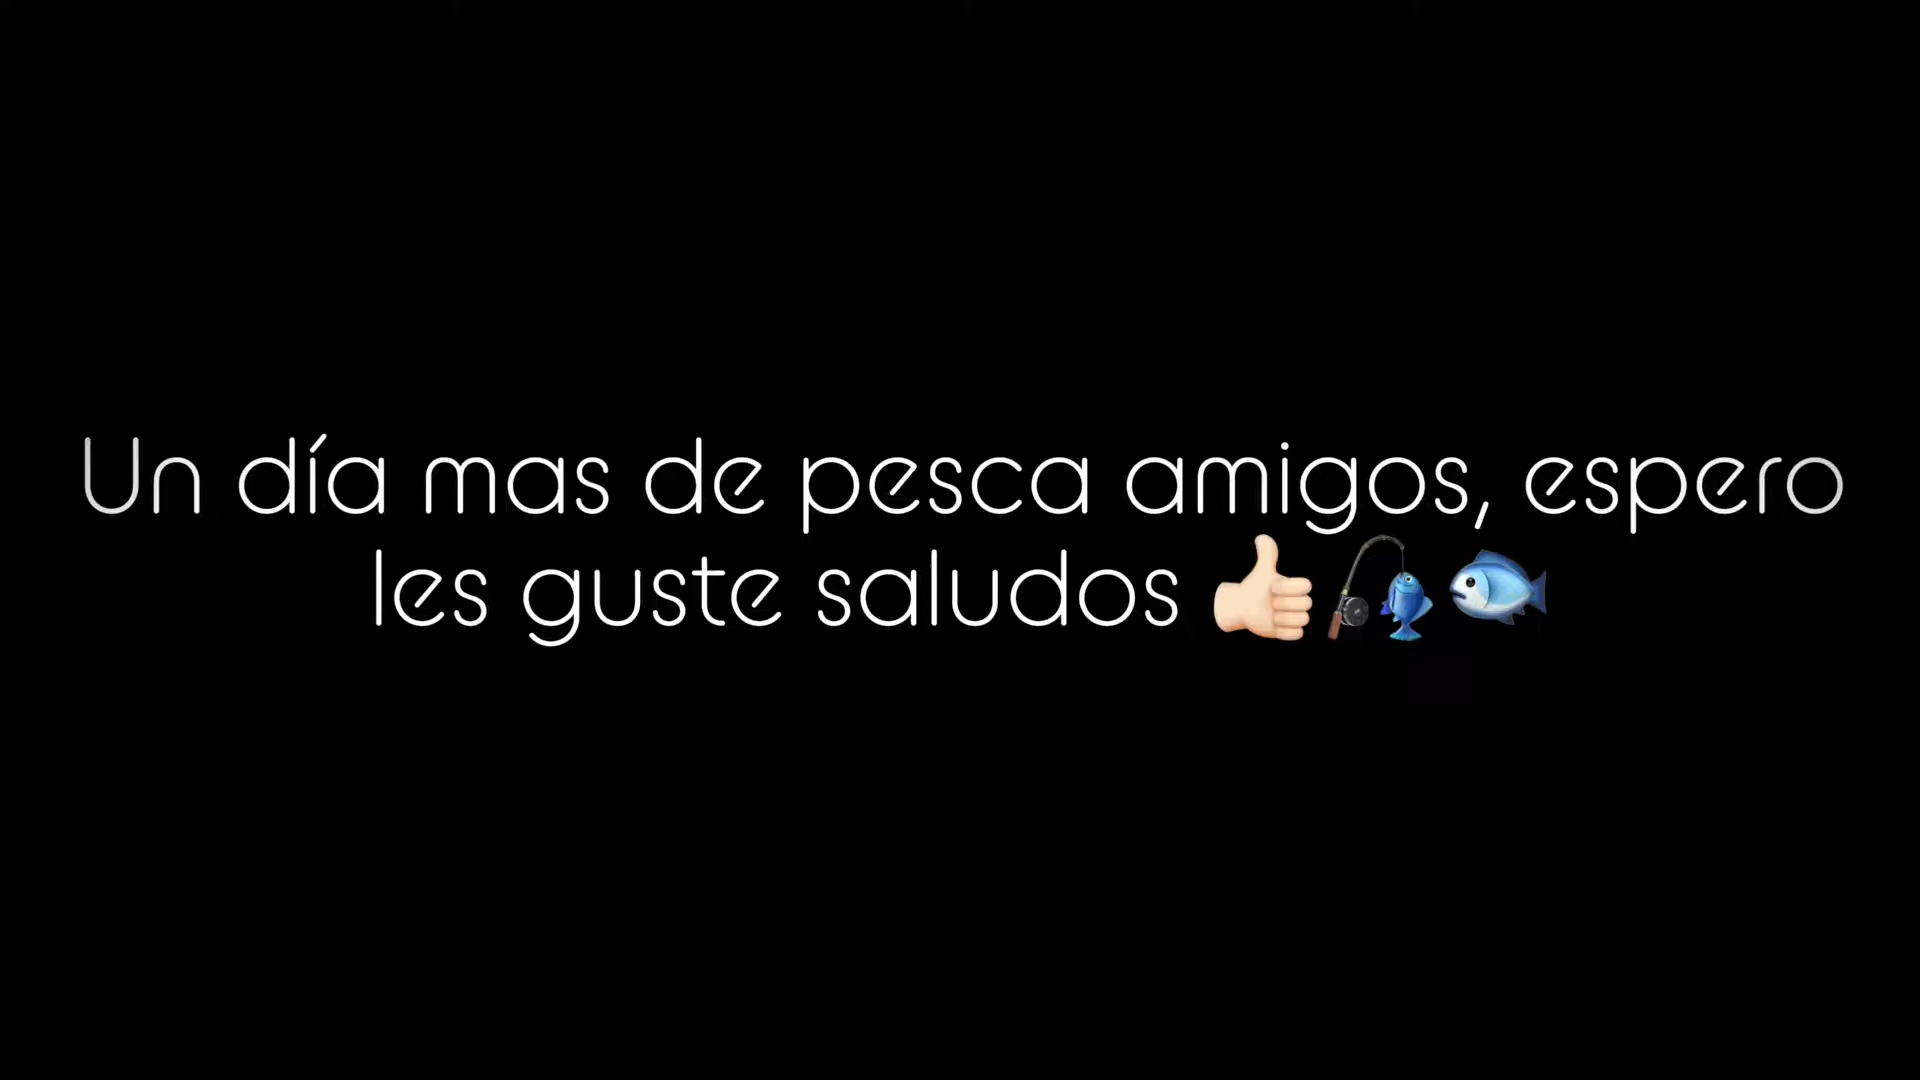 Un día mas de pesca amigos, espero
les guste saludos 👍🏻🎣🐟